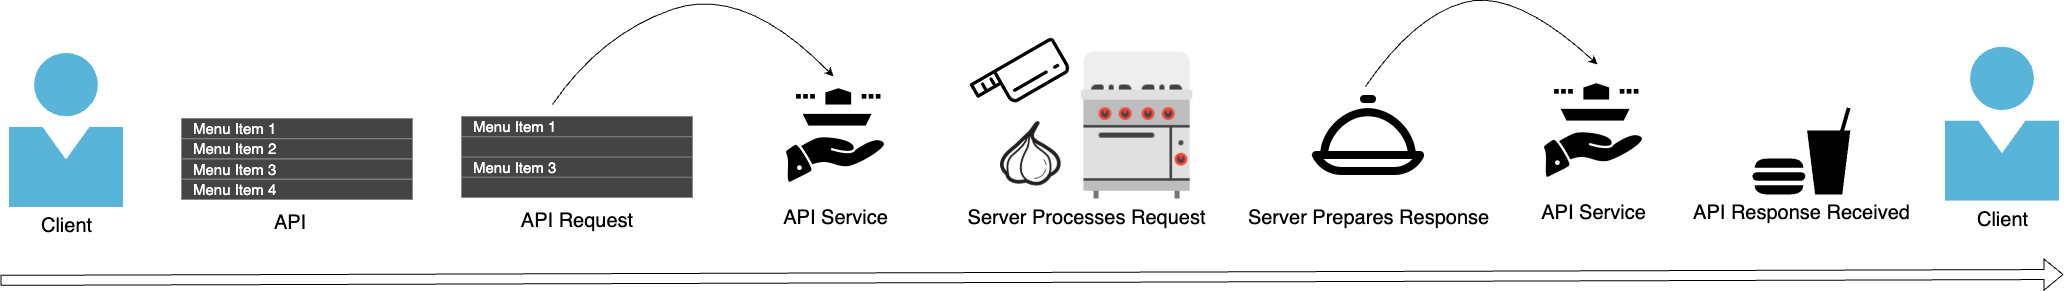 Menu Item 1
Menu Item 2
Menu Item 3
Menu Item 4
Menu Item 1
Menu Item 3
Client
API
API Request
API Service
Server Processes Request
Server Prepares Response
API Service
API Response Received
Client